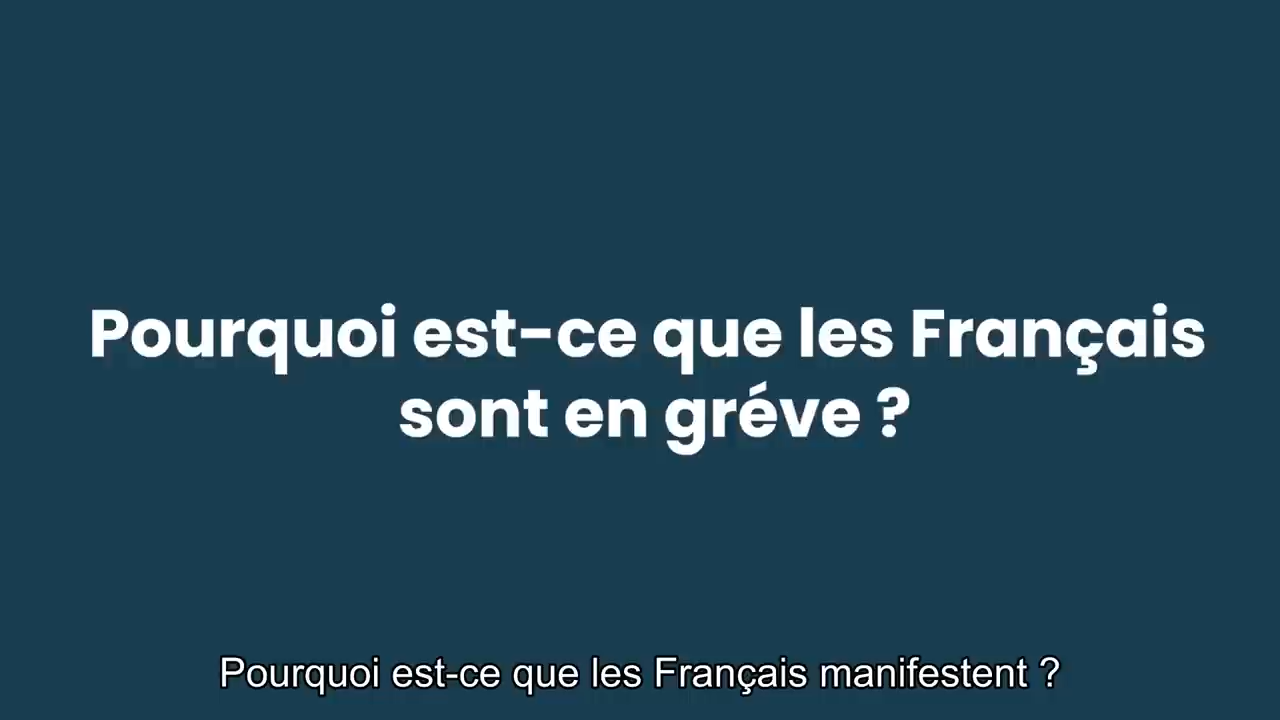 Pourquoi est-ce que les Français
sont en gréve ?
Pourquoi est-ce que les Français manifestent ?